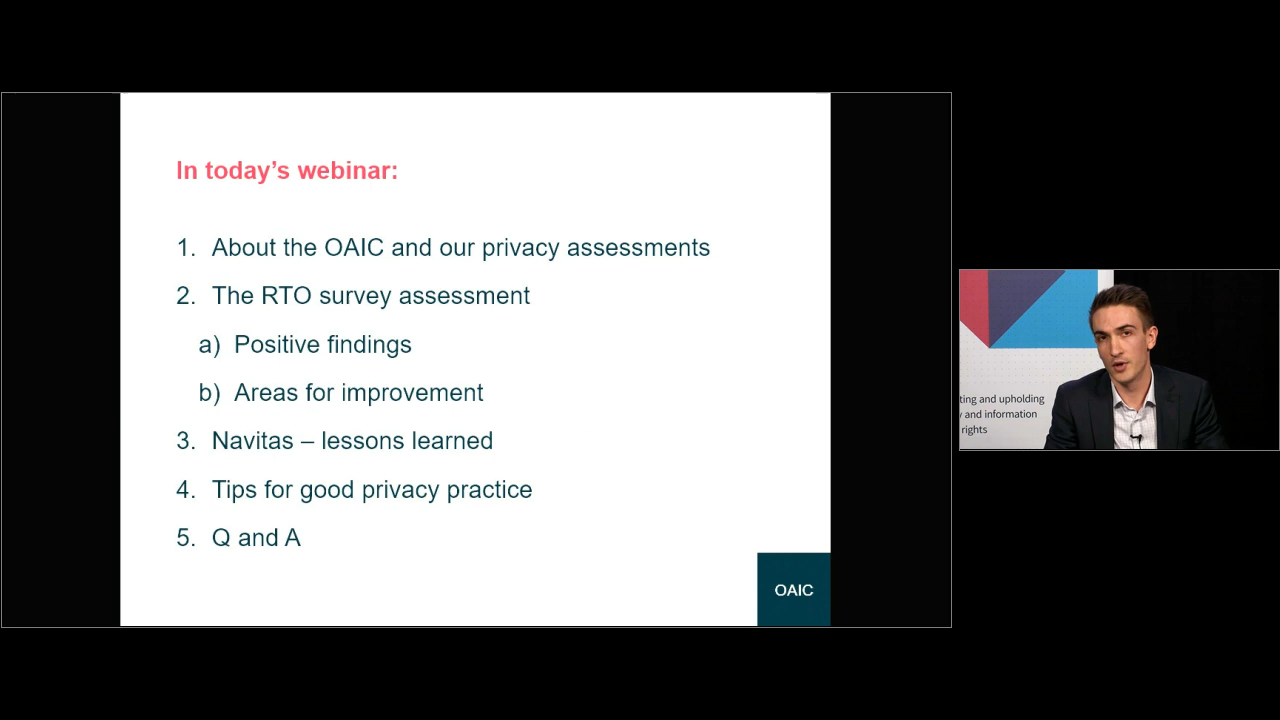 In today’s webinar:
1. About the OAIC and our privacy assessments
2. The RTO survey assessment
a) Positive findings
b) Areas for improvement
3. Navitas – lessons learned
4. Tips for good privacy practice
5. Q and A
OAIC
ting and upholding
and information
rights